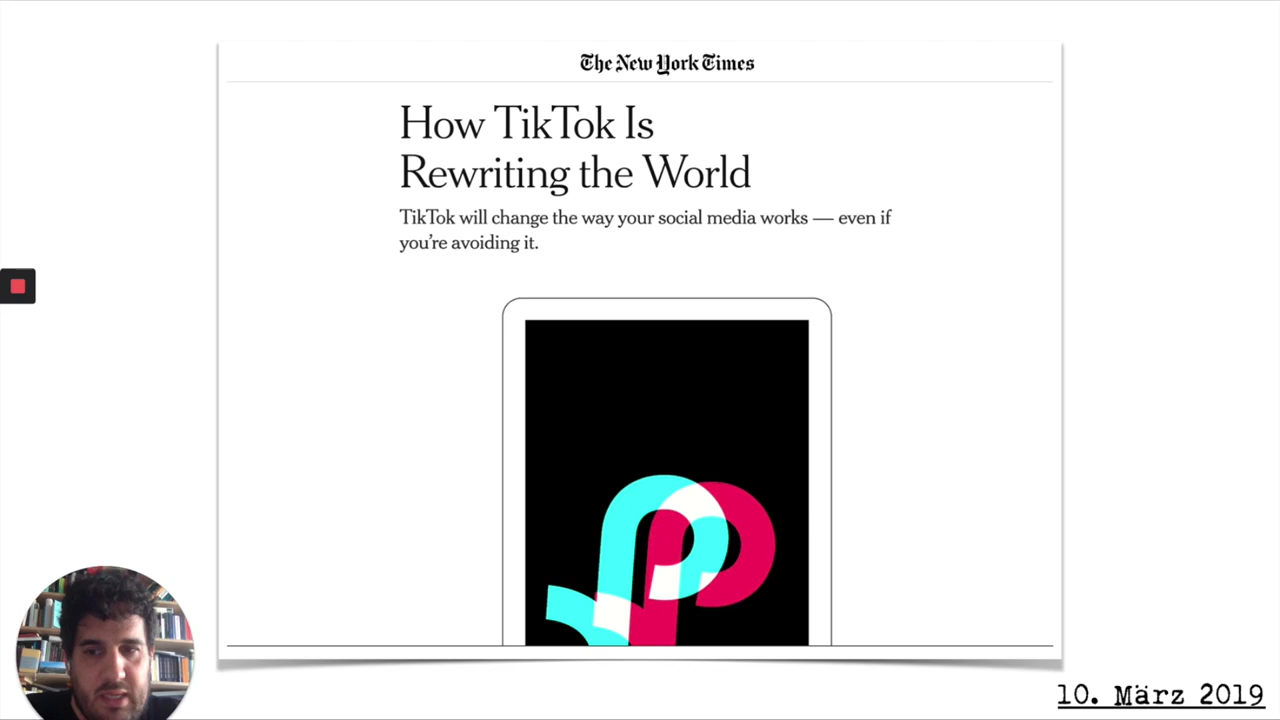 The New York Times
How TikTok Is
Rewriting the World
TikTok will change the way your social media works — even if
you’re avoiding it.
10. März 2019